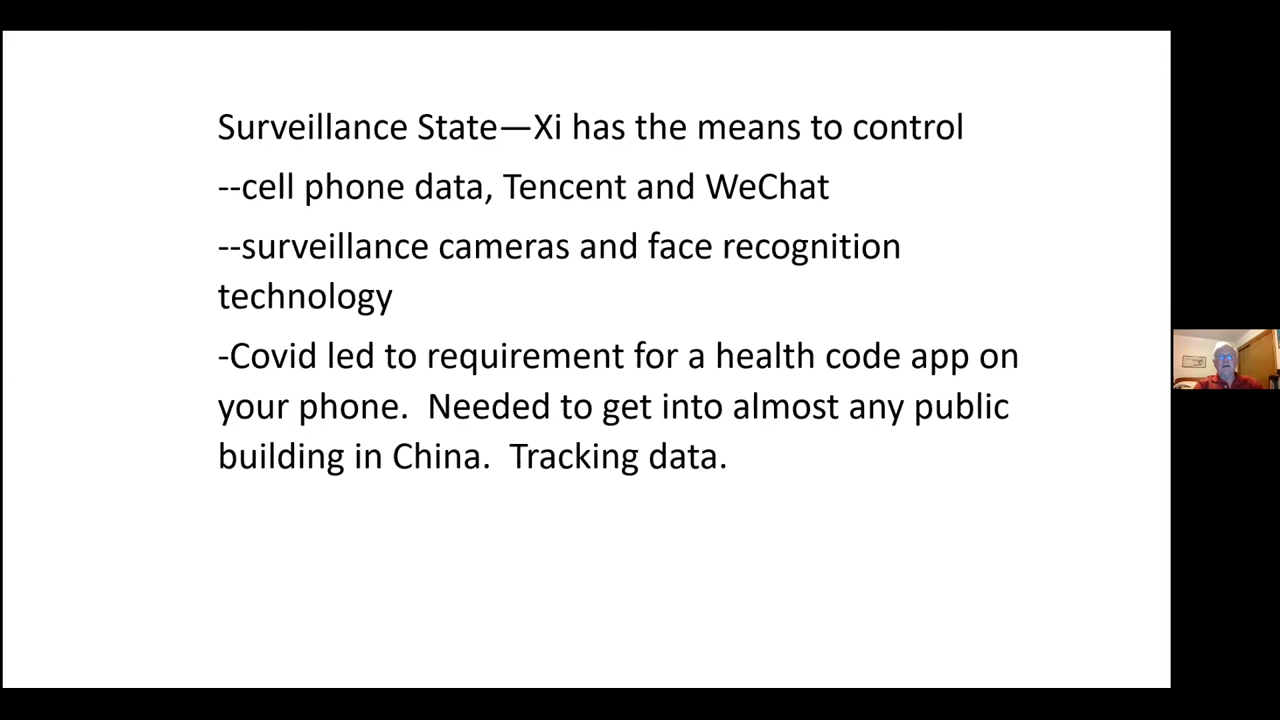 Surveillance State—Xi has the means to control
--cell phone data, Tencent and WeChat
--surveillance cameras and face recognition
technology
-Covid led to requirement for a health code app on
your phone.  Needed to get into almost any public
building in China.  Tracking data.